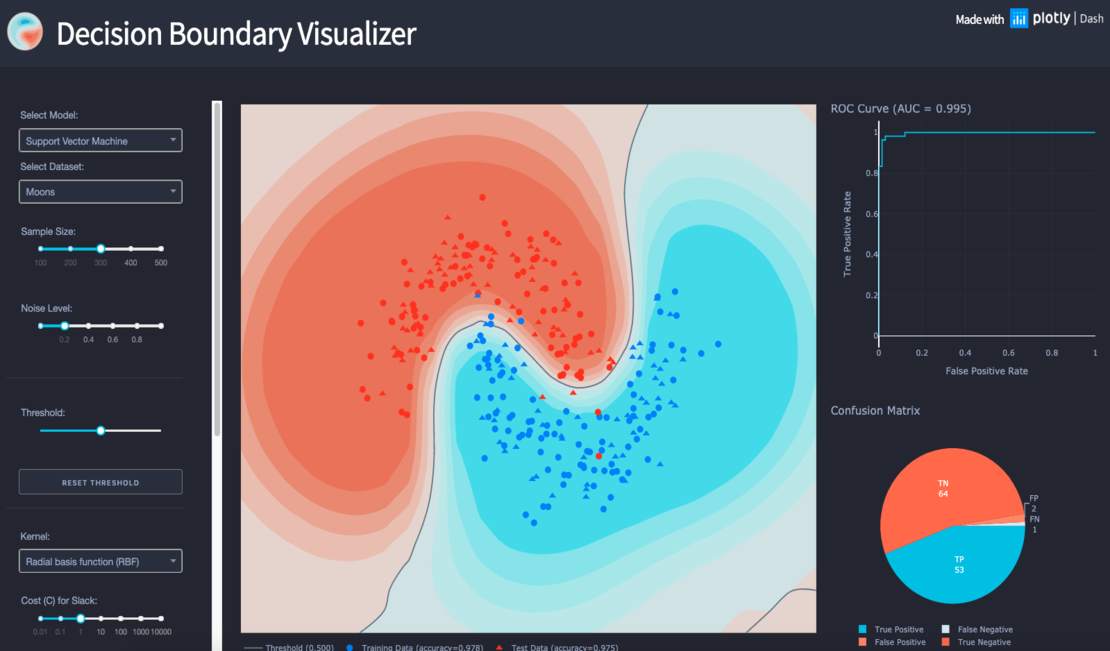 Decision Boundary Visualizer
Made with plotly | Dash
Select Model:
Support Vector Machine
Select Dataset:
Moons
Sample Size:
100 200 300 400 500
Noise Level:
0.2 0.4 0.6 0.8
Threshold:
RESET THRESHOLD
Kernel:
Radial basis function (RBF)
Cost (C) for Slack:
0.01 0.1 1 10 100 1000 10000
Threshold (0.500) Training Data (accuracy=0.978) Test Data (accuracy=0.975)
ROC Curve (AUC = 0.995)
1
0.8
0.6
0.4
0.2
0
True Positive Rate
0 0.2 0.4 0.6 0.8 1
False Positive Rate
Confusion Matrix
TN
64
FP
2
FN
1
TP
53
True Positive False Negative
False Positive True Negative